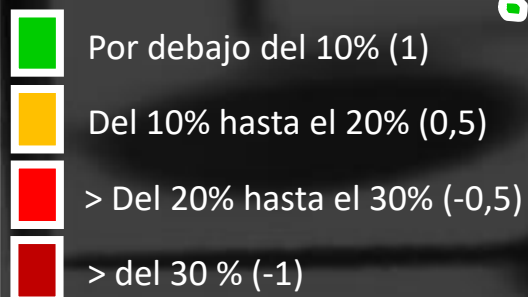 Por debajo del 10% (1)
Del 10% hasta el 20% (0,5)
> Del 20% hasta el 30% (-0,5)
> del 30 % (-1)